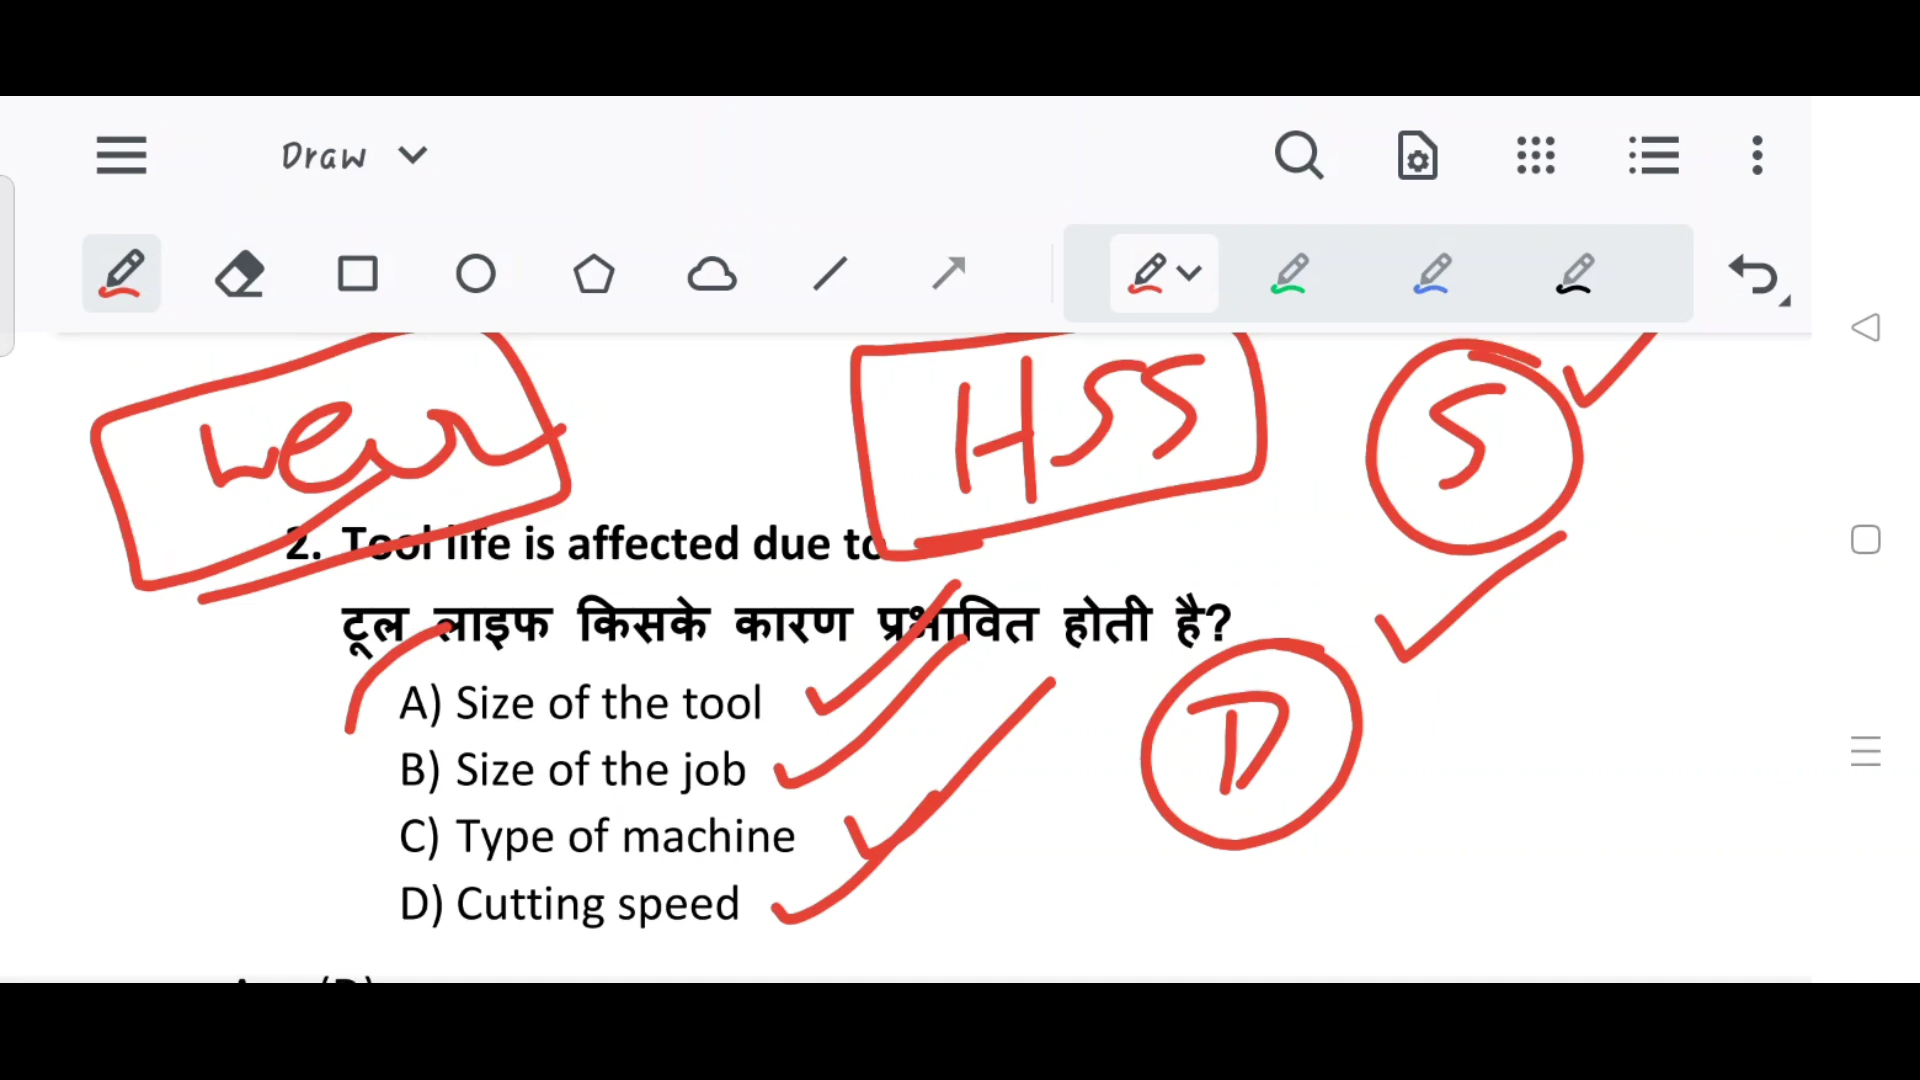 Draw
HSS
S
2. Tool life is affected due to
टूल लाइफ किसके कारण प्रभावित होती है?
A) Size of the tool
B) Size of the job
D
C) Type of machine
D) Cutting speed